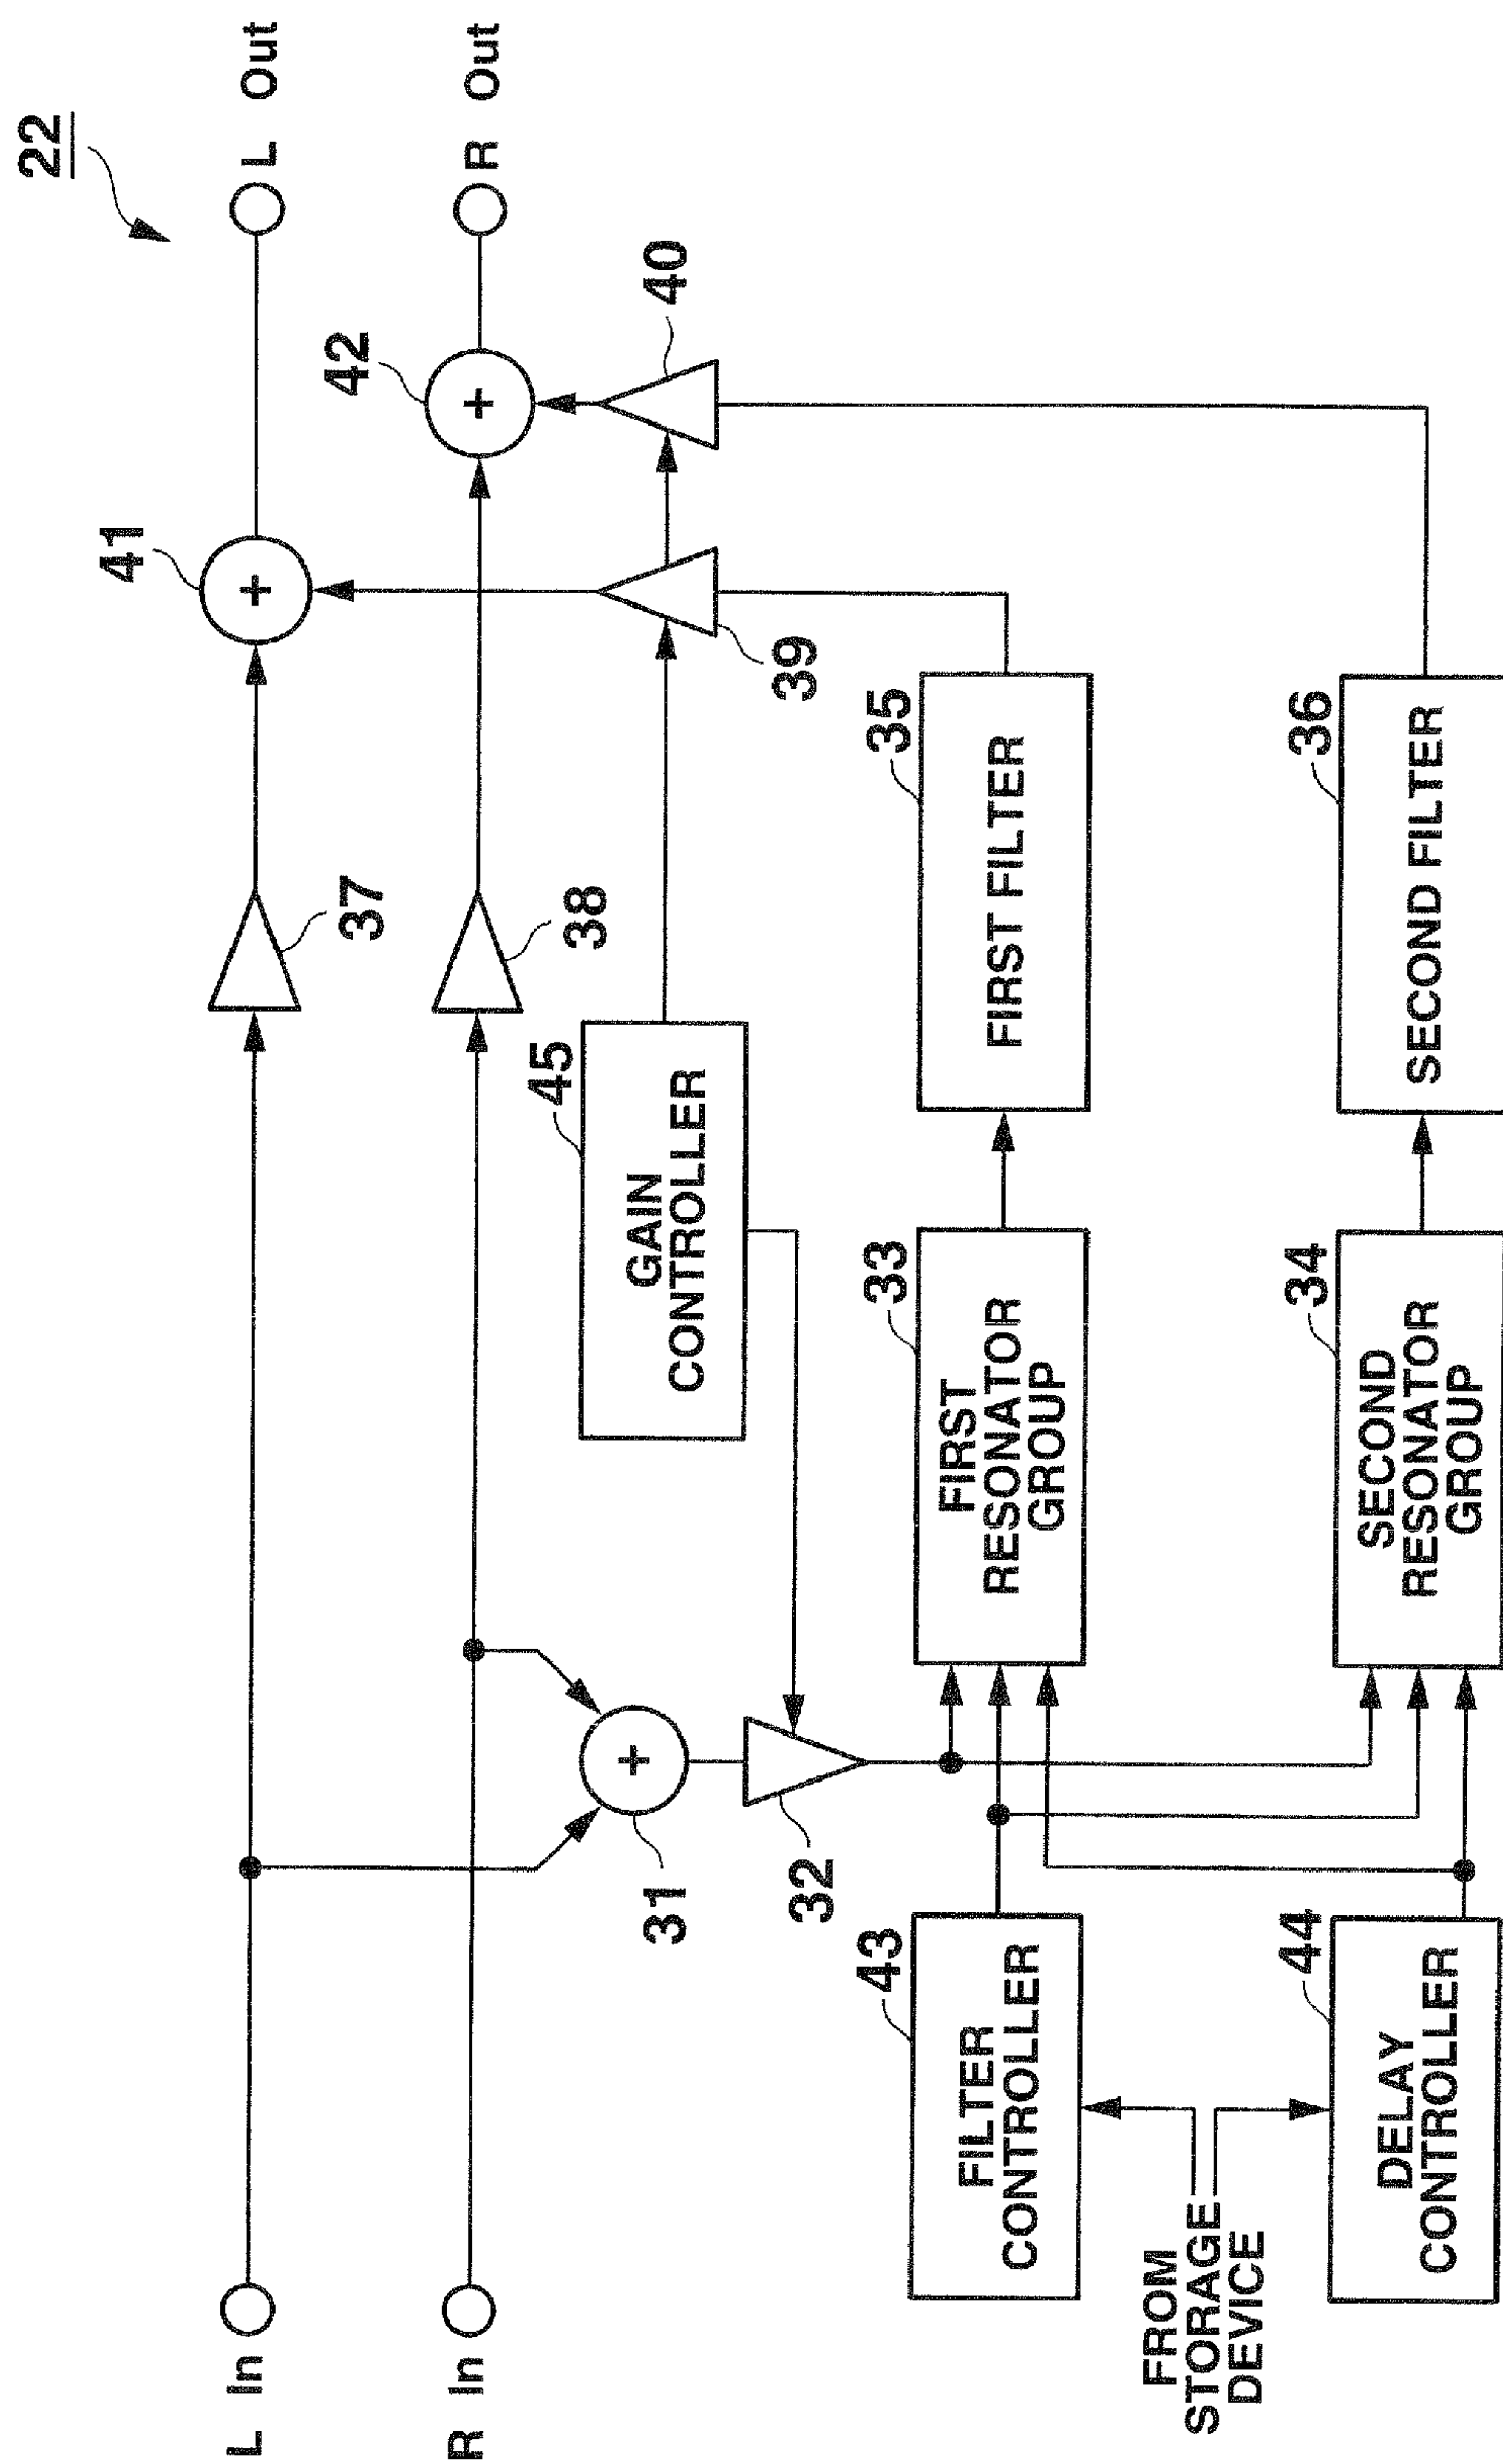 22
L In
L Out
41
37
R In
R Out
42
38
40
39
45
GAIN
CONTROLLER
31
32
43
FILTER
CONTROLLER
33
FIRST
RESONATOR
GROUP
35
FIRST FILTER
FROM
STORAGE
DEVICE
44
DELAY
CONTROLLER
34
SECOND
RESONATOR
GROUP
36
SECOND FILTER